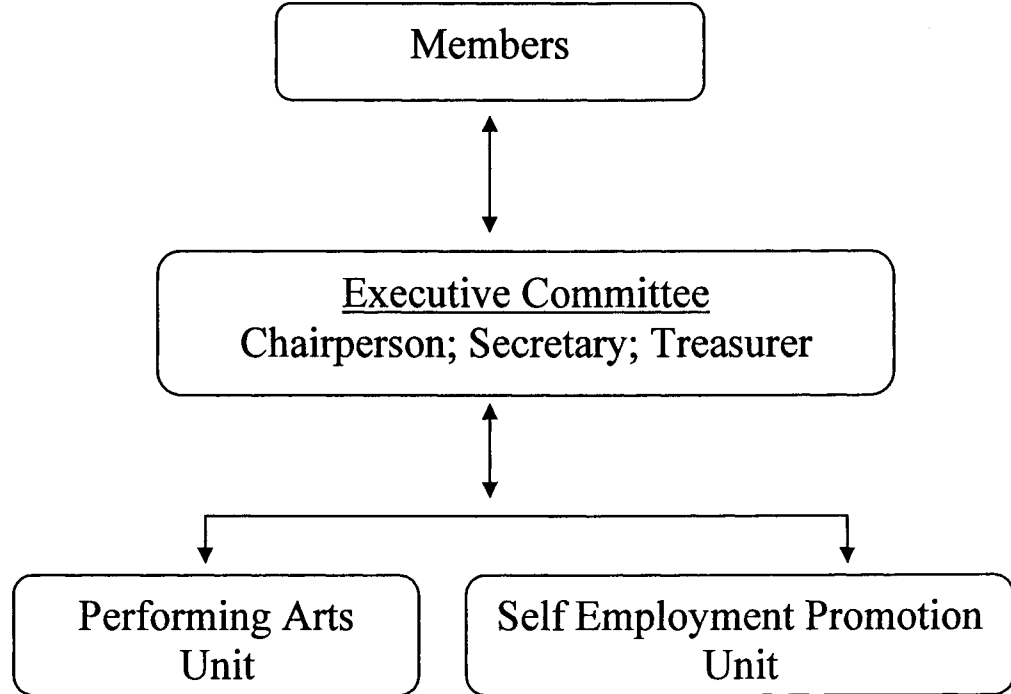 Members
Executive Committee
Chairperson; Secretary; Treasurer
Performing Arts
Unit
Self Employment Promotion
Unit